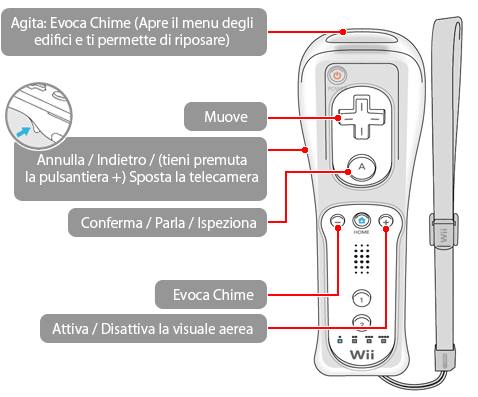 Agita: Evoca Chime (Apre il menu degli
edifici e ti permette di riposare)
POWER
Muove
Annulla / Indietro / (tieni premuta
la pulsantiera +) Sposta la telecamera
A
Conferma / Parla / Ispeziona
HOME
Wii
Evoca Chime
1
Attiva / Disattiva la visuale aerea
2
Wii